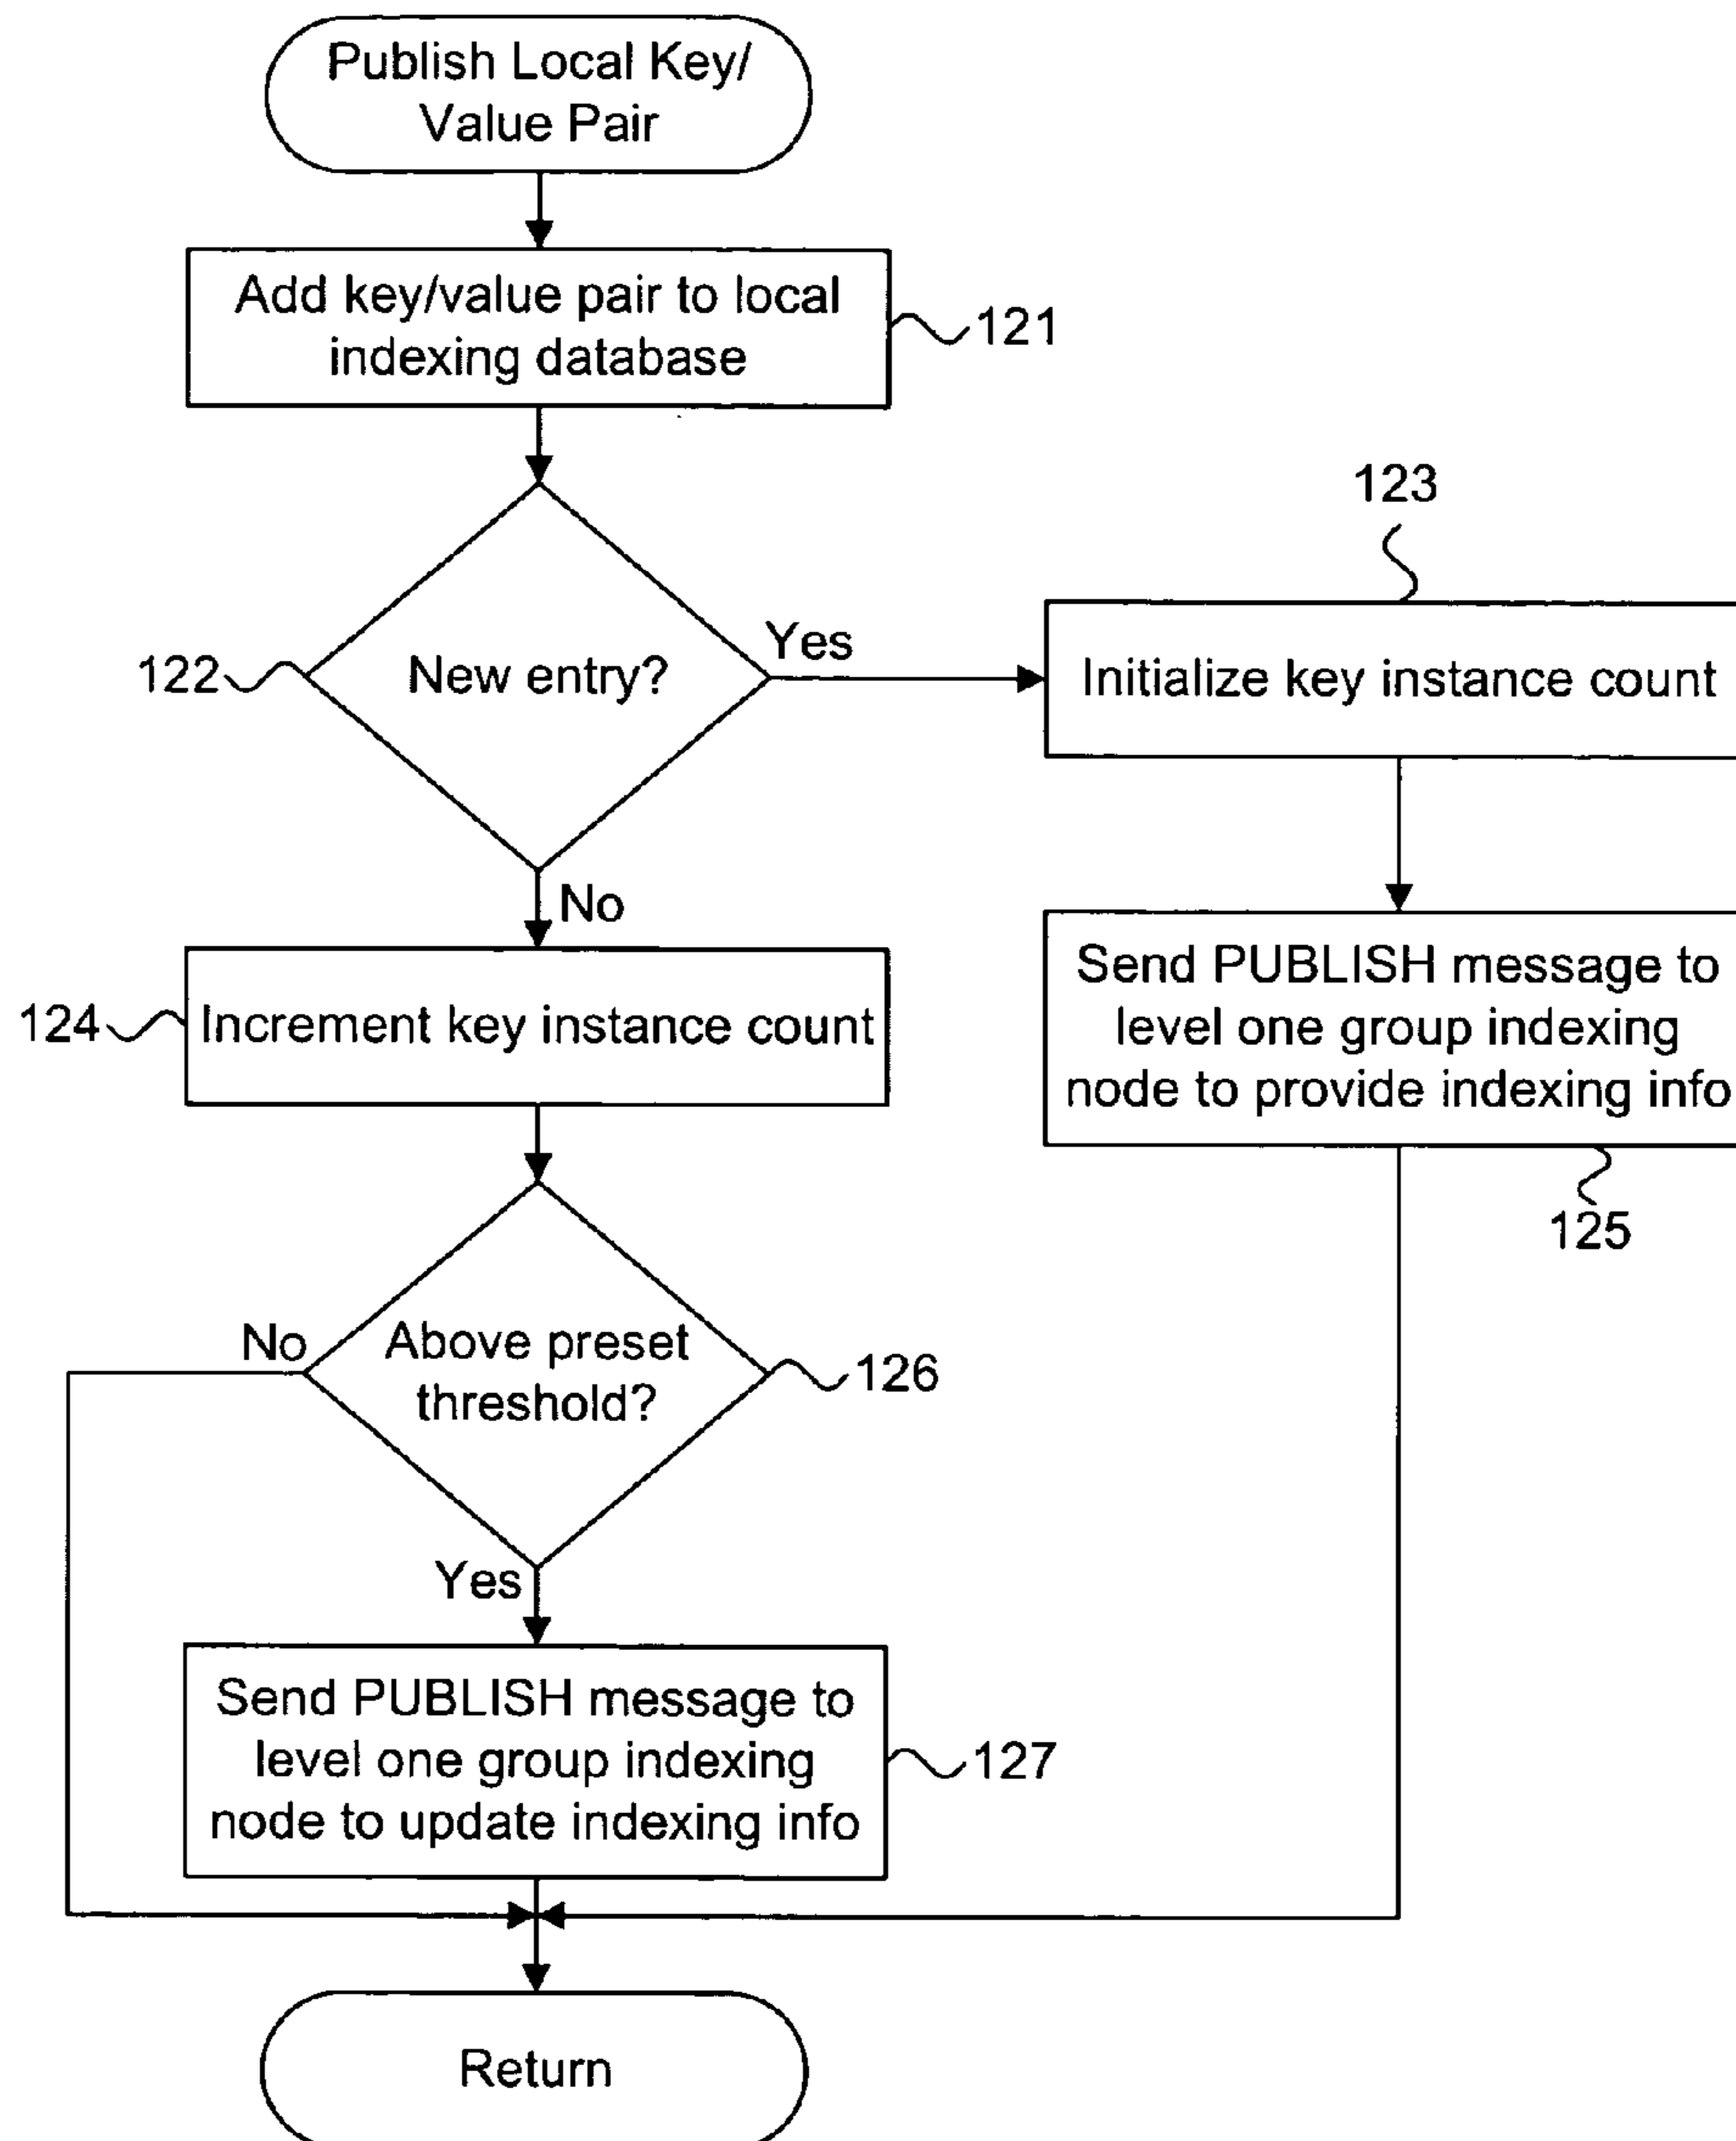 Publish Local Key/
Value Pair
Add key/value pair to local
indexing database
121
123
122
New entry?
Yes
Initialize key instance count
No
Send PUBLISH message to
level one group indexing
node to provide indexing info
125
124
Increment key instance count
No
Above preset
threshold?
126
Yes
Send PUBLISH message to
level one group indexing
node to update indexing info
127
Return